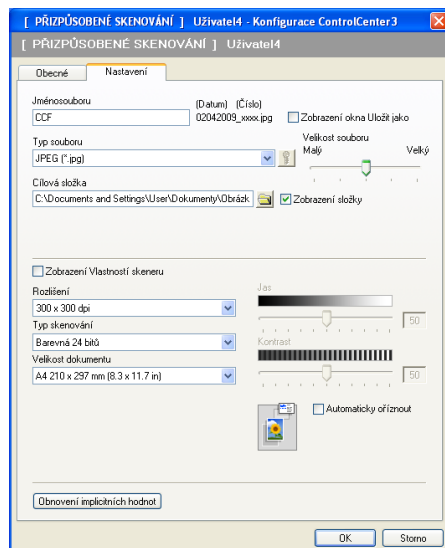 [ PŘIZPŮSOBENÉ SKENOVÁNÍ ] Uživatel4 - Konfigurace ControlCenter3
[ PŘIZPŮSOBENÉ SKENOVÁNÍ ] Uživatel4
Obecné Nastavení
Jménosouboru (Datum) (Číslo)
CCF 02042009_xxxx.jpg Zobrazení okna Uložit jako
Typ souboru Velikost souboru
JPEG (*.jpg) Malý Velký
Cílová složka
C:\Documents and Settings\User\Dokumenty\Obrázk Zobrazení složky
Zobrazení Vlastností skeneru
Rozlišení Jas
300 x 300 dpi 50
Typ skenování
Barevná 24 bitů Kontrast
Velikost dokumentu
A4 210 x 297 mm (8.3 x 11.7 in) 50
Automaticky oříznout
Obnovení implicitních hodnot
OK Storno